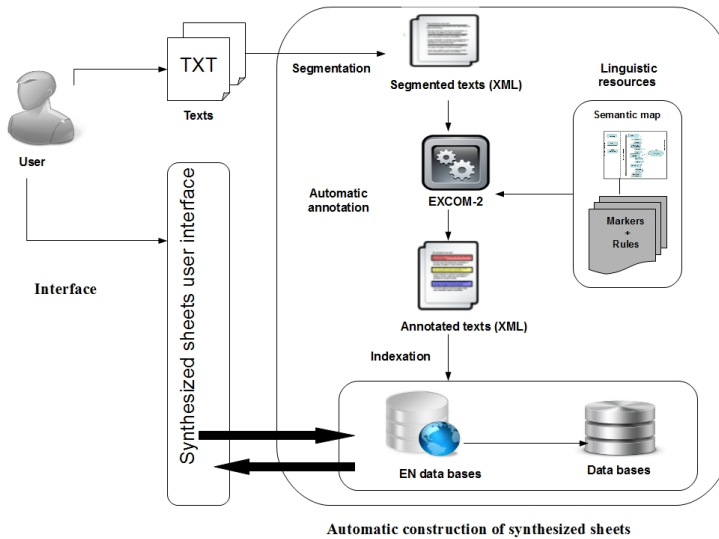 TXT
Segmentation
Segmented texts (XML)
Linguistic
resources
Texts
User
Semantic map
Automatic
annotation
EXCOM-2
Markers
+
Rules
Synthesized sheets user interface
Interface
Annotated texts (XML)
Indexation
EN data bases
Data bases
Automatic construction of synthesized sheets